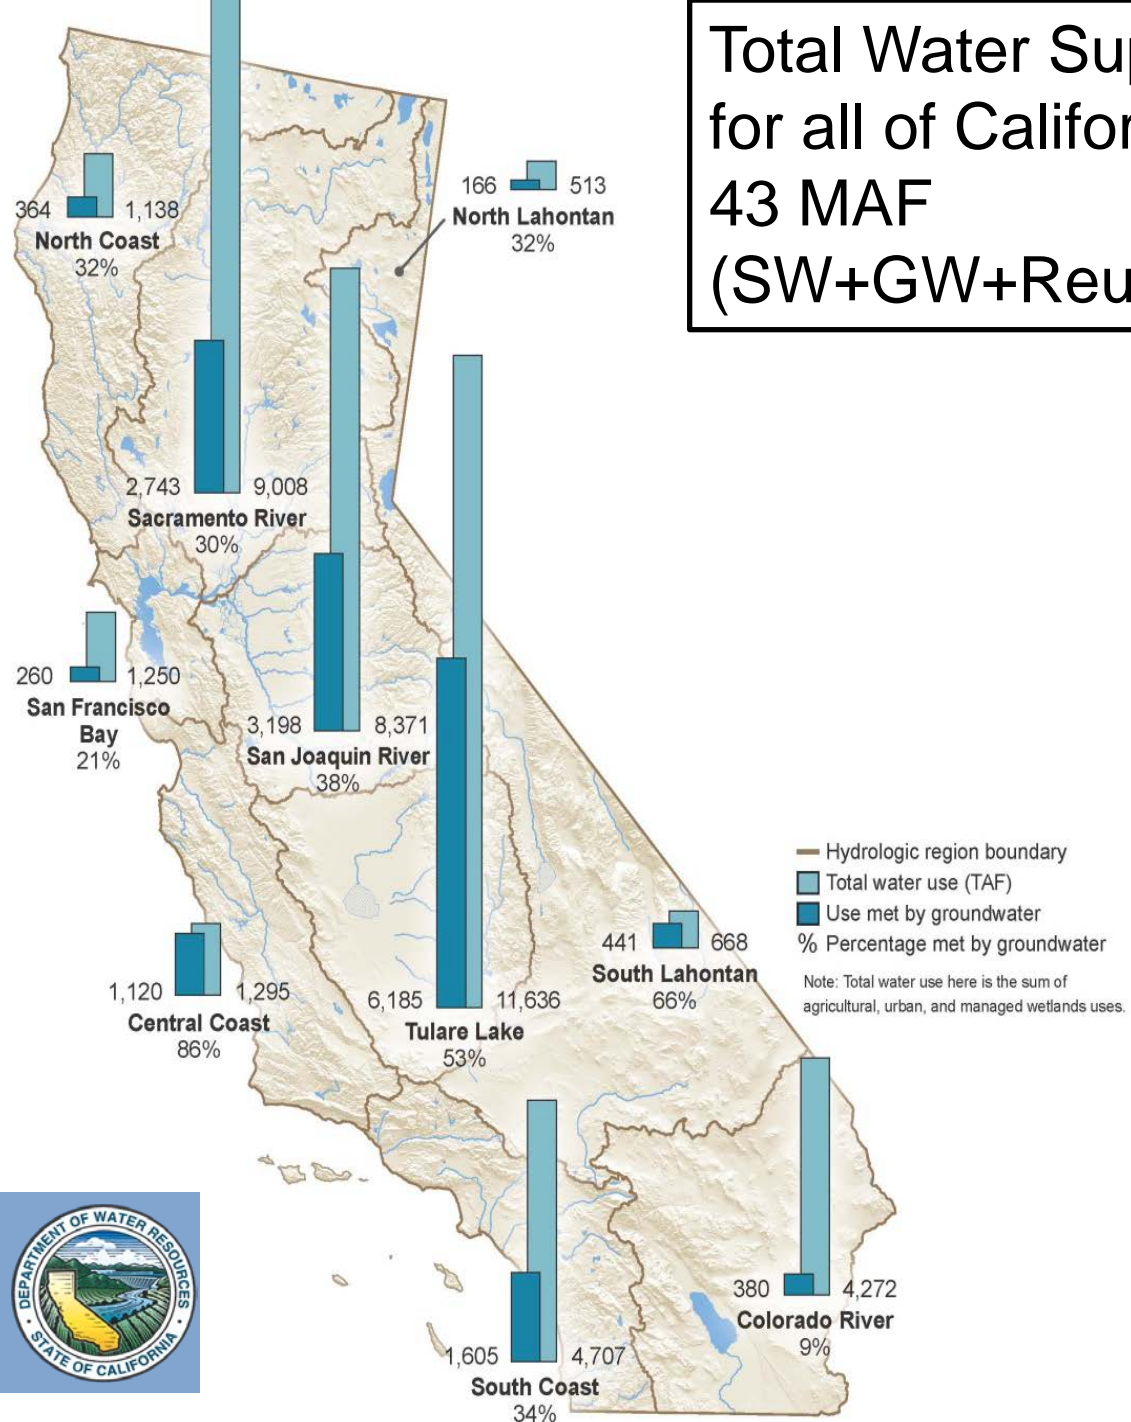 Total Water Su
for all of Califor
43 MAF
(SW+GW+Reu
364 1,138
North Coast
32%
166 513
North Lahontan
32%
2,743 9,008
Sacramento River
30%
260 1,250
San Francisco
Bay
21%
3,198 8,371
San Joaquin River
38%
Hydrologic region boundary
Total water use (TAF)
Use met by groundwater
% Percentage met by groundwater
Note: Total water use here is the sum of
agricultural, urban, and managed wetlands uses.
441 668
South Lahontan
66%
1,120 1,295
Central Coast
86%
6,185 11,636
Tulare Lake
53%
380 4,272
Colorado River
9%
1,605 4,707
South Coast
34%
DEPARTMENT OF WATER RESOURCES
STATE OF CALIFORNIA